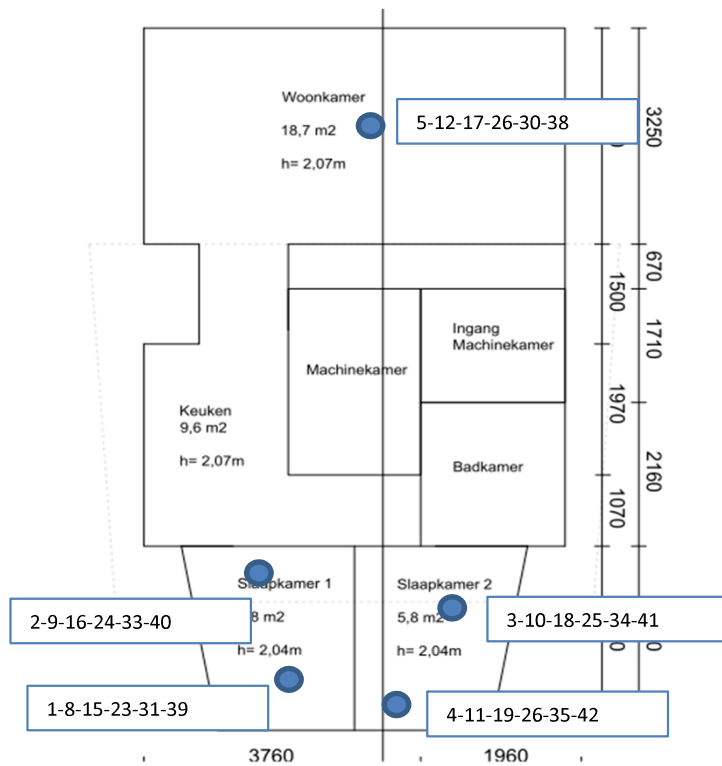 Woonkamer
5-12-17-26-30-38
18,7 m2
h= 2,07m
3250
670
1500
1710
Ingang
Machinekamer
Machinekamer
1970
Keuken
9,6 m2
h= 2,07m
Badkamer
2160
1070
Slaapkamer 1
Slaapkamer 2
8 m2
5,8 m2
2-9-16-24-33-40
3-10-18-25-34-41
h= 2,04m
h= 2,04m
0
0
1-8-15-23-31-39
4-11-19-26-35-42
3760
1960